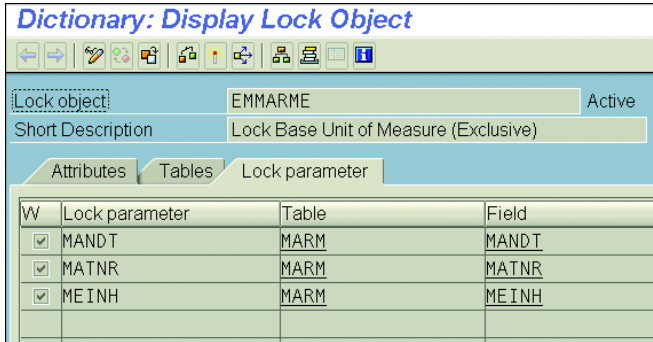 Dictionary: Display Lock Object
Lock object EMMARME Active
Short Description Lock Base Unit of Measure (Exclusive)
Attributes Tables Lock parameter
W Lock parameter Table Field
MANDT MARM MANDT
MATNR MARM MATNR
MEINH MARM MEINH